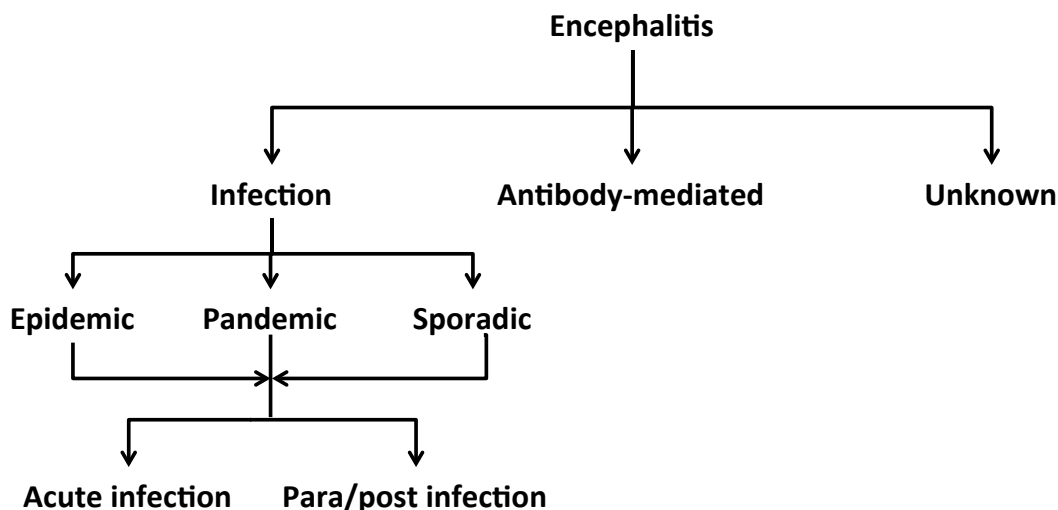 Encephalitis
Infection Antibody-mediated Unknown
Epidemic Pandemic Sporadic
Acute infection Para/post infection